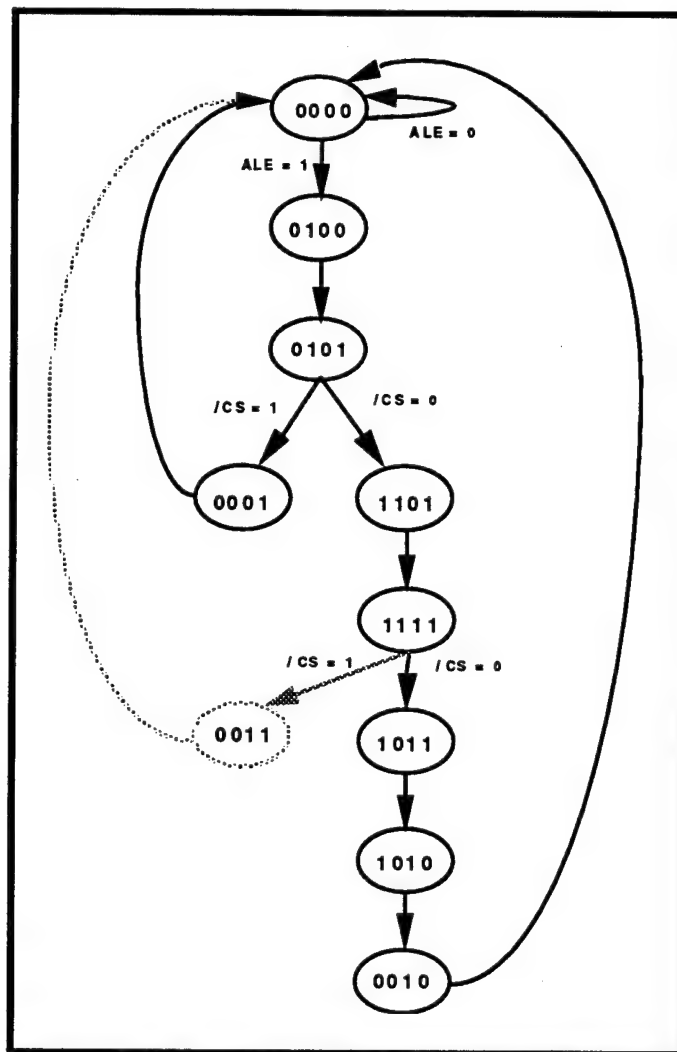 0000
ALE = 0
ALE = 1
0100
0101
/CS = 1
/CS = 0
0001
1101
1111
/CS = 1
/CS = 0
0011
1011
1010
0010